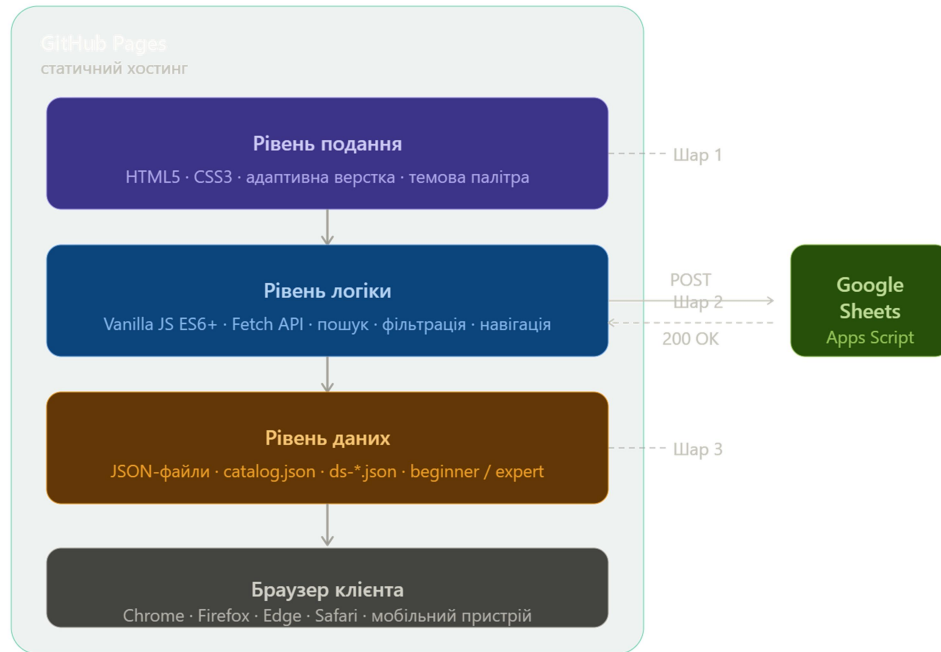 GitHub Pages
статичний хостинг
Рівень подання
HTML5 · CSS3 · адаптивна верстка · темова палітра
Шар 1
Рівень логіки
Vanilla JS ES6+ · Fetch API · пошук · фільтрація · навігація
POST
Шар 2
200 OK
Google
Sheets
Apps Script
Рівень даних
JSON-файли · catalog.json · ds-*.json · beginner / expert
Шар 3
Браузер клієнта
Chrome · Firefox · Edge · Safari · мобільний пристрій